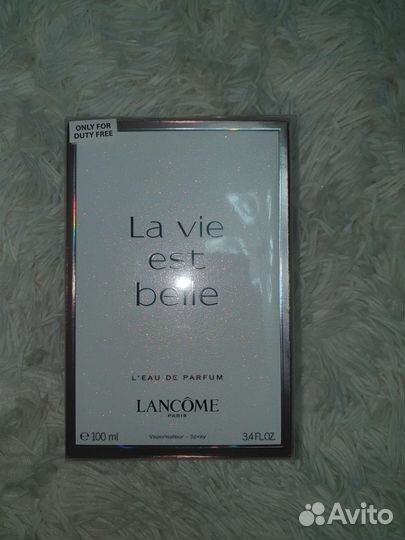 ONLY FOR
DUTY FREE
La vie
est
belle
L'EAU DE PARFUM
LANCÔME
PARIS
℮ 100 ml Vaporisateur - Spray 3.4 FL.OZ.
Avito